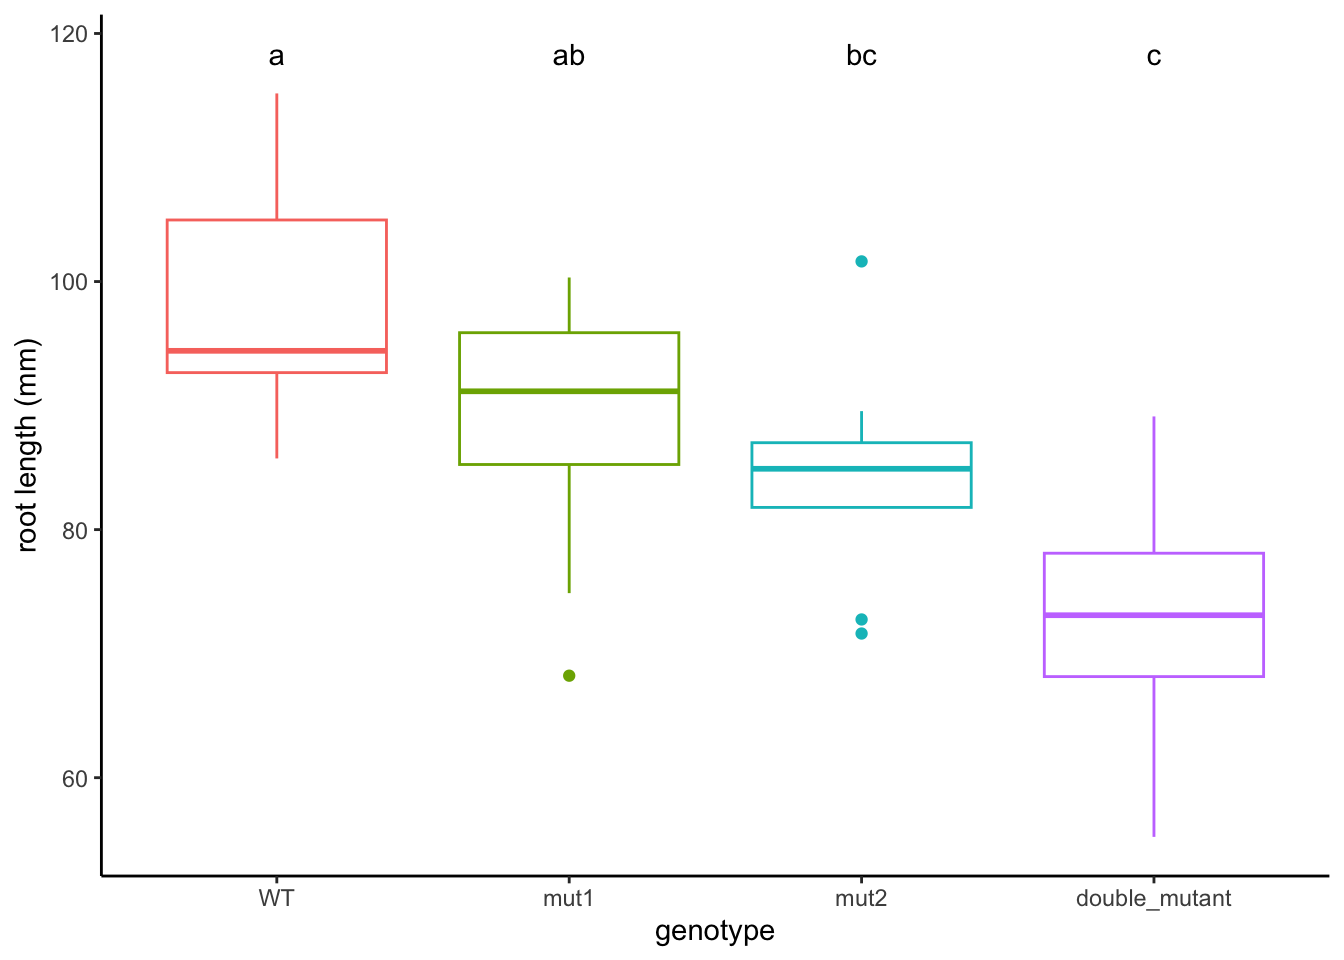 120
a
ab
bc
c
100
80
60
root length (mm)
WT
mut1
mut2
double_mutant
genotype